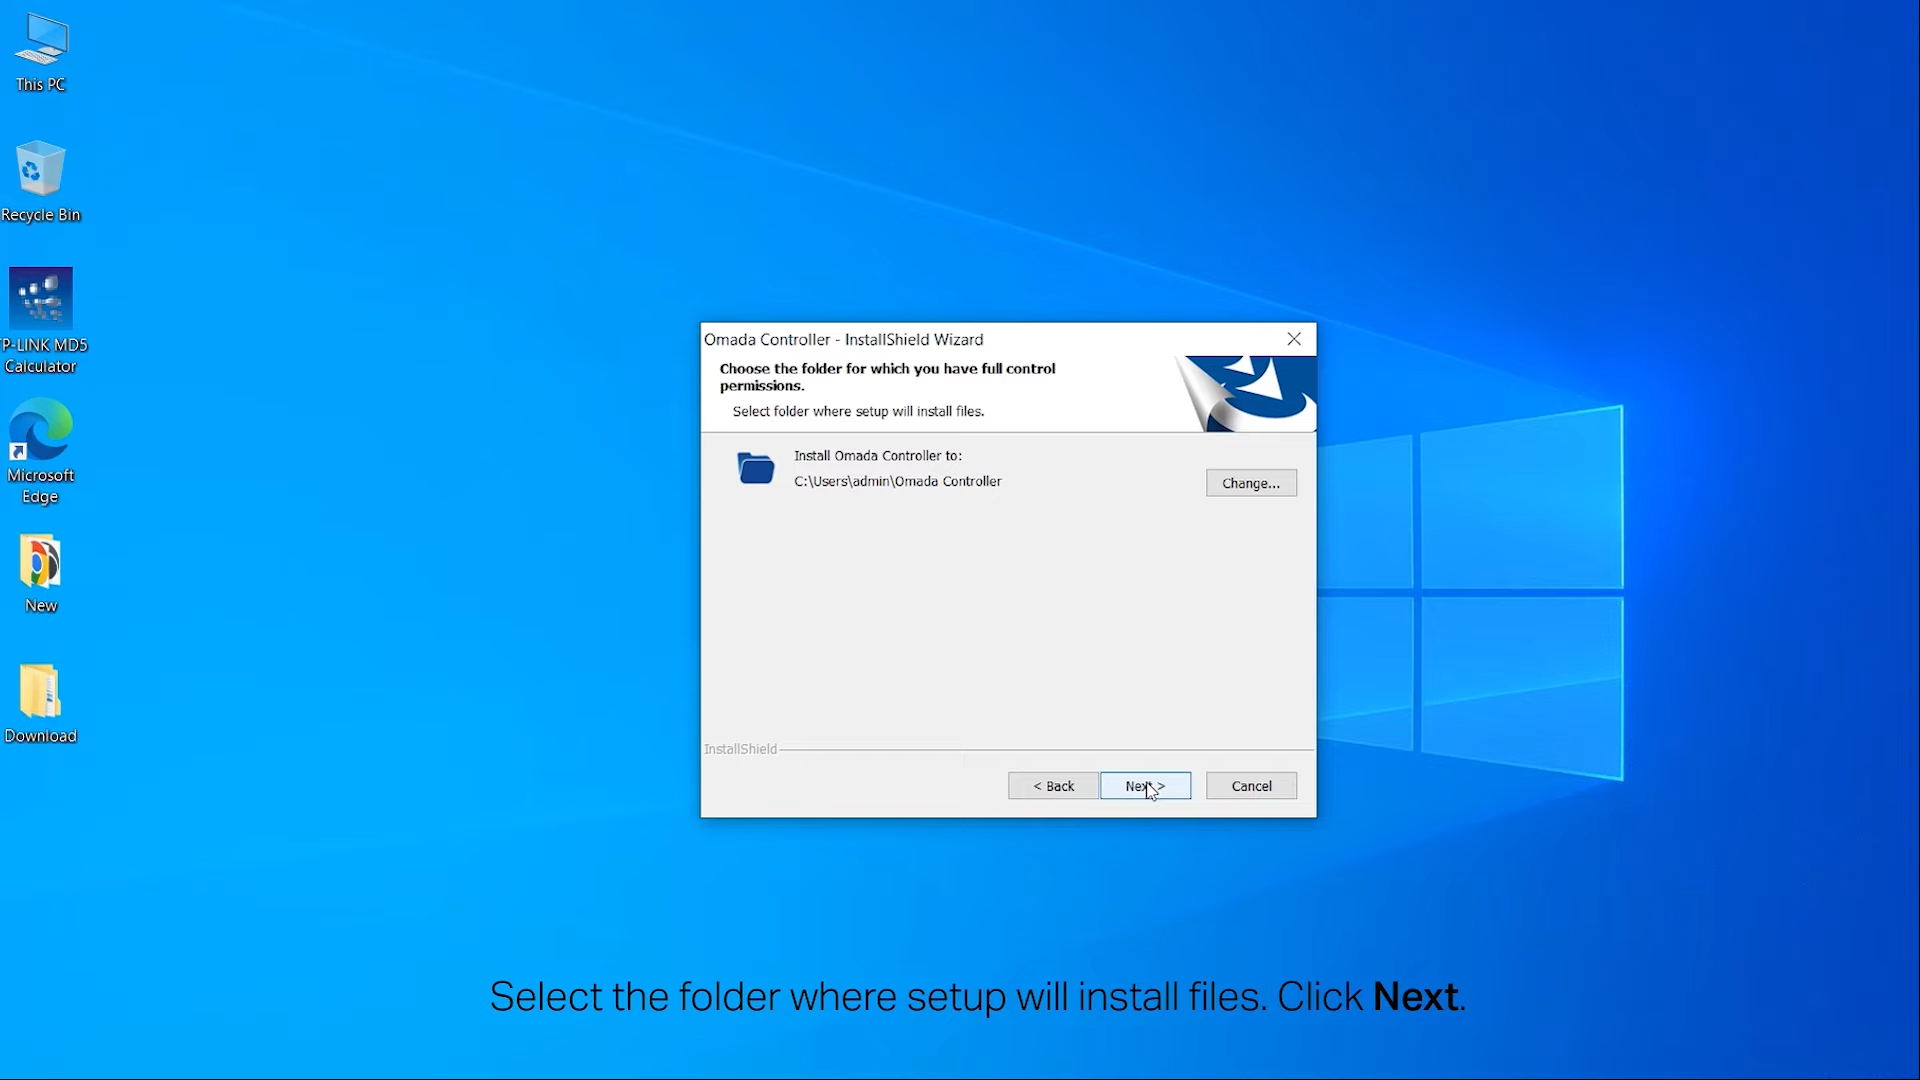 This PC
Recycle Bin
P-LINK MD5
Calculator
Microsoft
Edge
New
Download
Omada Controller - InstallShield Wizard
Choose the folder for which you have full control
permissions.
Select folder where setup will install files.
Install Omada Controller to:
C:\Users\admin\Omada Controller
Change...
InstallShield
< Back
Next >
Cancel
Select the folder where setup will install files. Click Next.